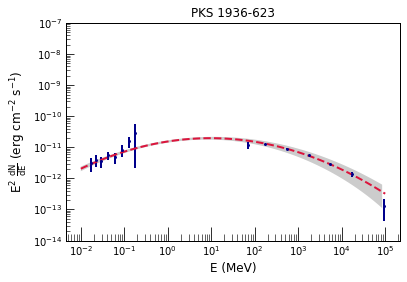 PKS 1936-623
E² dN/dE (erg cm⁻² s⁻¹)
10⁻⁷
10⁻⁸
10⁻⁹
10⁻¹⁰
10⁻¹¹
10⁻¹²
10⁻¹³
10⁻¹⁴
10⁻² 10⁻¹ 10⁰ 10¹ 10² 10³ 10⁴ 10⁵
E (MeV)